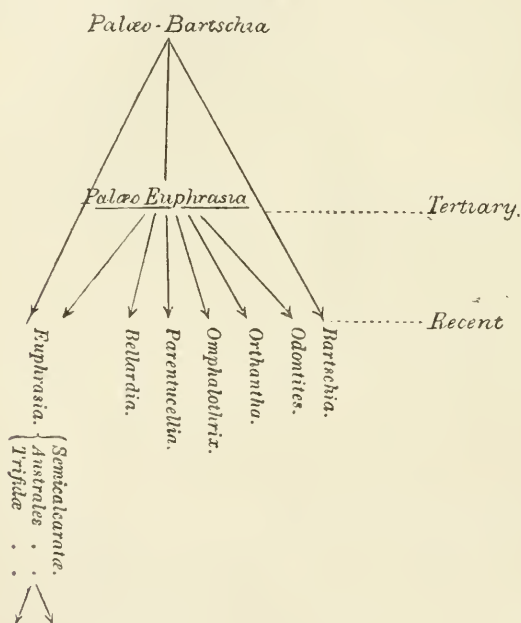 Palæo-Bartschia
Palæo Euphrasia
Tertiary.
Recent
Euphrasia.
Bellardia.
Parentucellia.
Omphalothrix.
Orthantha.
Odontites.
Bartschia.
Semicalcaratæ.
Australes . .
Trifidæ . .